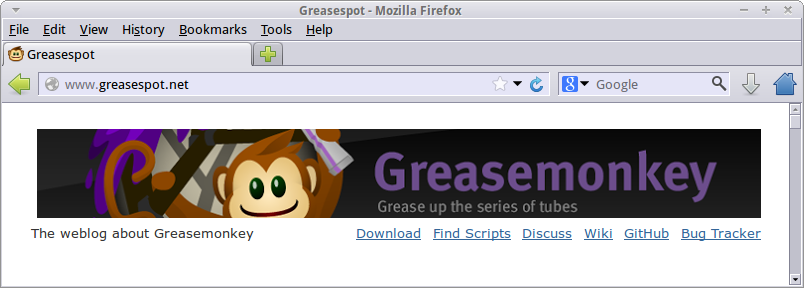 Greasespot - Mozilla Firefox
File Edit View History Bookmarks Tools Help
Greasespot
www.greasespot.net
8 Google
Greasemonkey
Grease up the series of tubes
The weblog about Greasemonkey Download Find Scripts Discuss Wiki GitHub Bug Tracker